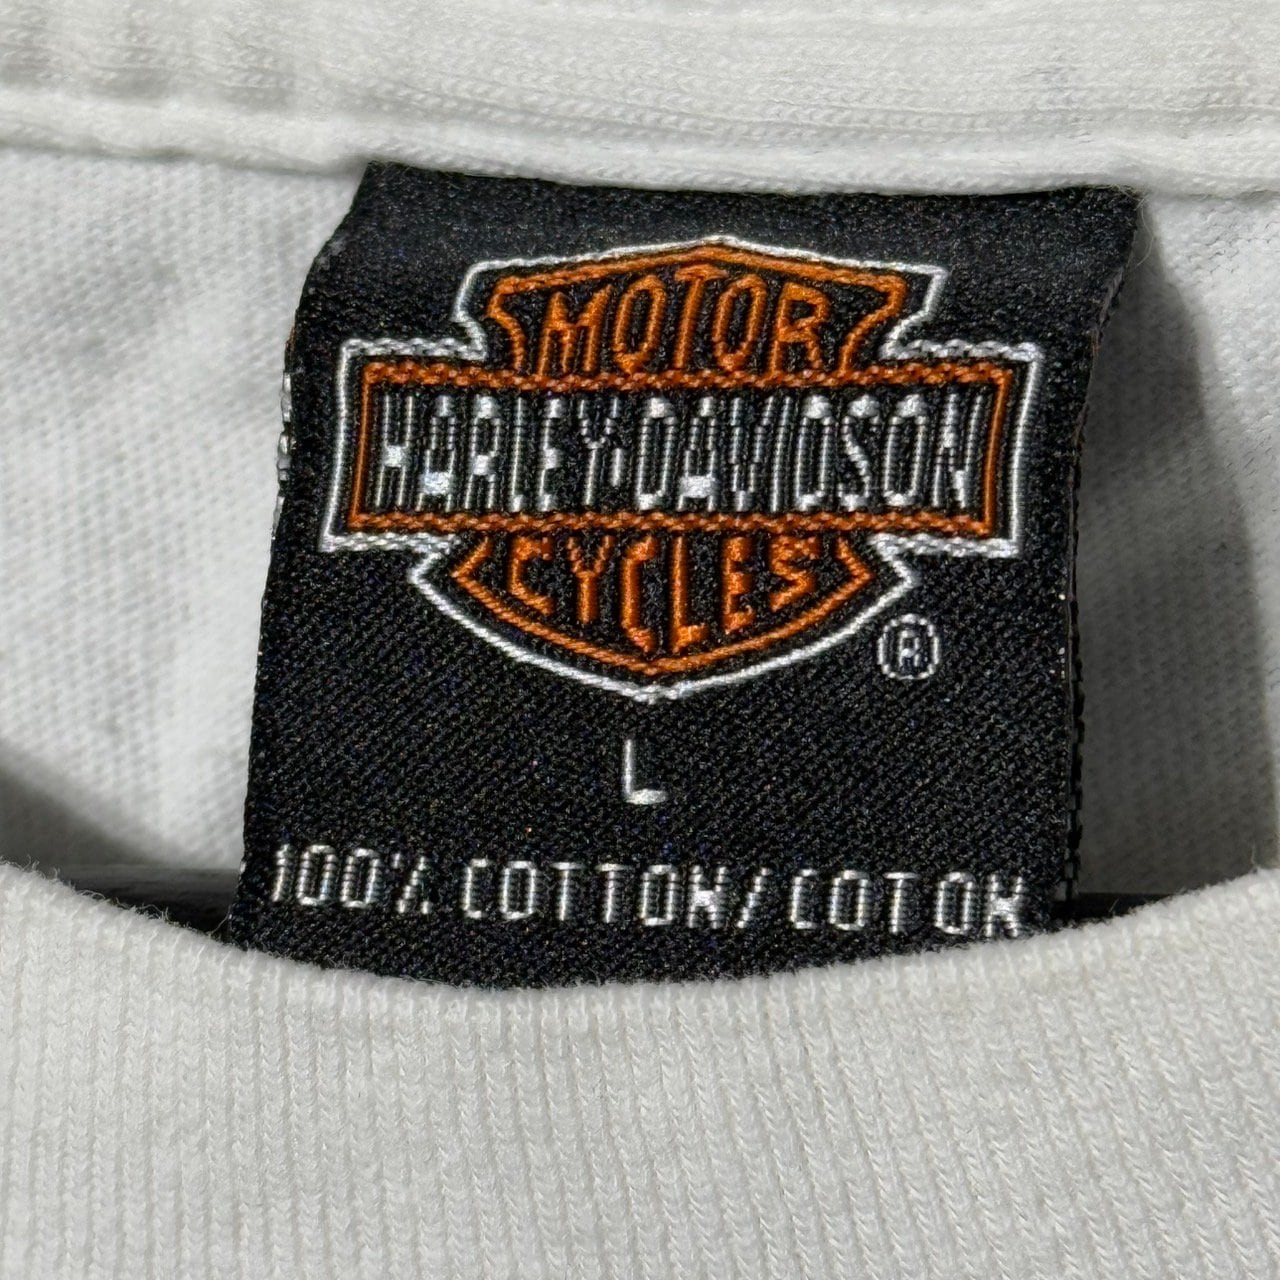 MOTOR
HARLEY-DAVIDSON
CYCLES
®
L
100% COTTON/COTON